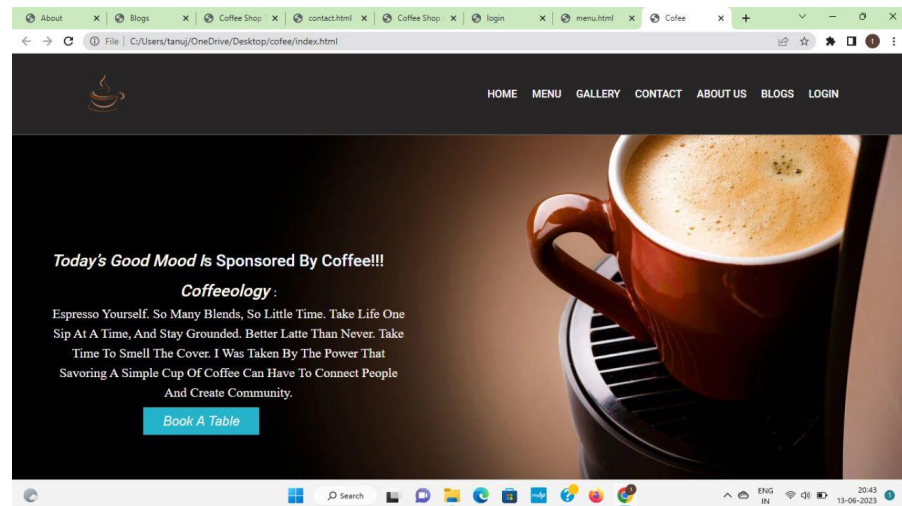 About
Blogs
Coffee Shop
contact.html
Coffee Shop
login
menu.html
Cofee
File C:/Users/tanuj/OneDrive/Desktop/cofee/index.html
t
HOME MENU GALLERY CONTACT ABOUT US BLOGS LOGIN
Today's Good Mood Is Sponsored By Coffee!!!
Coffeeology :
Espresso Yourself. So Many Blends, So Little Time. Take Life One
Sip At A Time, And Stay Grounded. Better Latte Than Never. Take
Time To Smell The Cover. I Was Taken By The Power That
Savoring A Simple Cup Of Coffee Can Have To Connect People
And Create Community.
Book A Table
Search
ENG
IN
20:43
13-06-2023
1